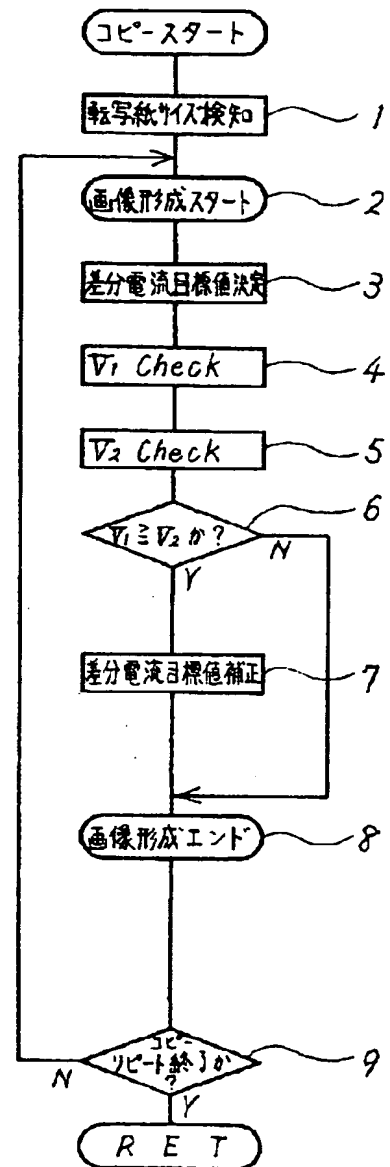 コピースタート
転写紙サイズ検知 1
画像形成スタート 2
差分電流目標値決定 3
V₁ Check 4
V₂ Check 5
V₁≧V₂か? 6
N
Y
差分電流目標値補正 7
画像形成エンド 8
コピー
リピート終了か
? 9
N
Y
RET